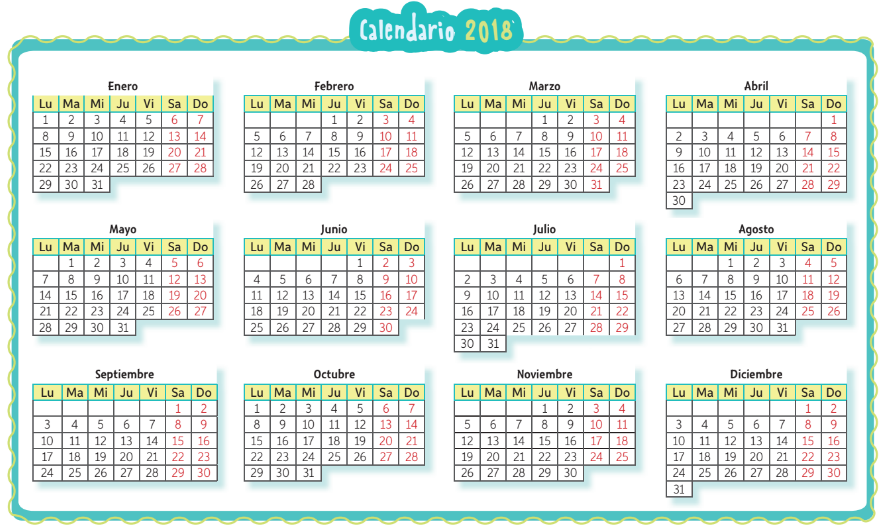 Calendario 2018
Enero
Lu Ma Mi Ju Vi Sa Do
1 2 3 4 5 6 7
8 9 10 11 12 13 14
15 16 17 18 19 20 21
22 23 24 25 26 27 28
29 30 31
Febrero
Lu Ma Mi Ju Vi Sa Do
1 2 3 4
5 6 7 8 9 10 11
12 13 14 15 16 17 18
19 20 21 22 23 24 25
26 27 28
Marzo
Lu Ma Mi Ju Vi Sa Do
1 2 3 4
5 6 7 8 9 10 11
12 13 14 15 16 17 18
19 20 21 22 23 24 25
26 27 28 29 30 31
Abril
Lu Ma Mi Ju Vi Sa Do
1
2 3 4 5 6 7 8
9 10 11 12 13 14 15
16 17 18 19 20 21 22
23 24 25 26 27 28 29
30
Mayo
Lu Ma Mi Ju Vi Sa Do
1 2 3 4 5 6
7 8 9 10 11 12 13
14 15 16 17 18 19 20
21 22 23 24 25 26 27
28 29 30 31
Junio
Lu Ma Mi Ju Vi Sa Do
1 2 3
4 5 6 7 8 9 10
11 12 13 14 15 16 17
18 19 20 21 22 23 24
25 26 27 28 29 30
Julio
Lu Ma Mi Ju Vi Sa Do
1
2 3 4 5 6 7 8
9 10 11 12 13 14 15
16 17 18 19 20 21 22
23 24 25 26 27 28 29
30 31
Agosto
Lu Ma Mi Ju Vi Sa Do
1 2 3 4 5
6 7 8 9 10 11 12
13 14 15 16 17 18 19
20 21 22 23 24 25 26
27 28 29 30 31
Septiembre
Lu Ma Mi Ju Vi Sa Do
1 2
3 4 5 6 7 8 9
10 11 12 13 14 15 16
17 18 19 20 21 22 23
24 25 26 27 28 29 30
Octubre
Lu Ma Mi Ju Vi Sa Do
1 2 3 4 5 6 7
8 9 10 11 12 13 14
15 16 17 18 19 20 21
22 23 24 25 26 27 28
29 30 31
Noviembre
Lu Ma Mi Ju Vi Sa Do
1 2 3 4
5 6 7 8 9 10 11
12 13 14 15 16 17 18
19 20 21 22 23 24 25
26 27 28 29 30
Diciembre
Lu Ma Mi Ju Vi Sa Do
1 2
3 4 5 6 7 8 9
10 11 12 13 14 15 16
17 18 19 20 21 22 23
24 25 26 27 28 29 30
31